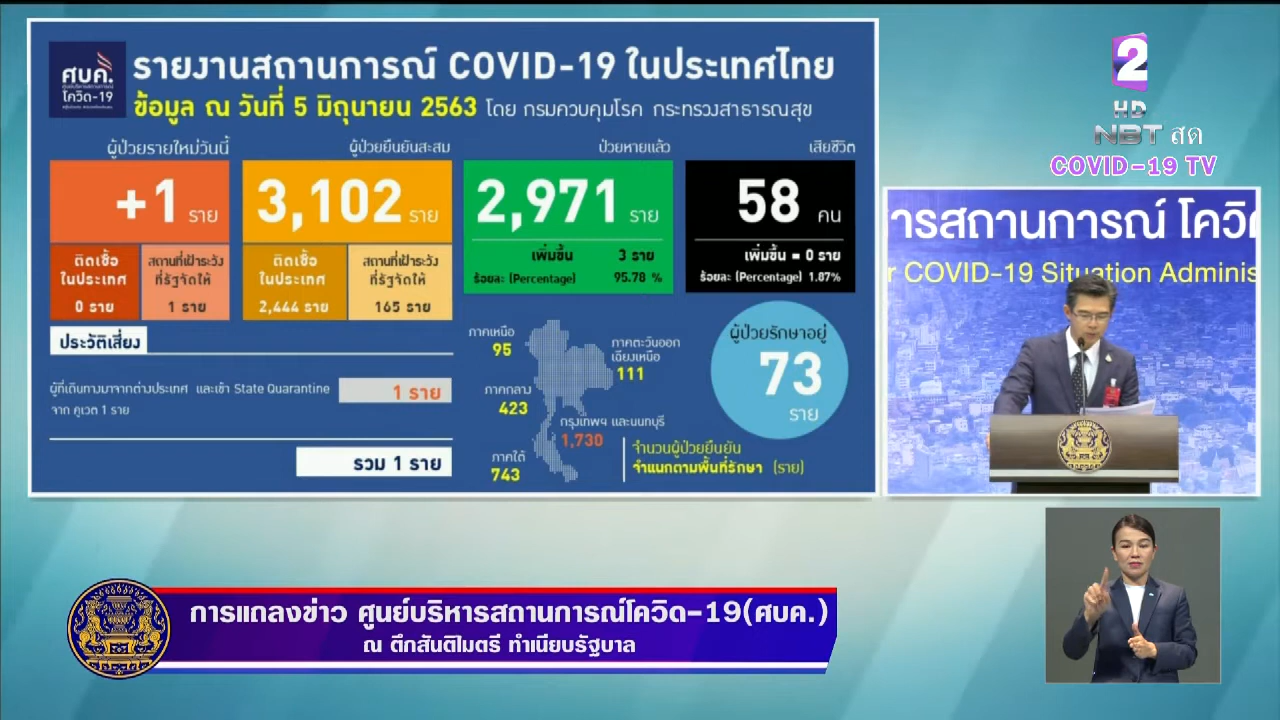 ศบค.
โควิด-19
รายงานสถานการณ์ COVID-19 ในประเทศไทย
ข้อมูล ณ วันที่ 5 มิถุนายน 2563 โดย กรมควบคุมโรค กระทรวงสาธารณสุข
ผู้ป่วยรายใหม่วันนี้
+1 ราย
ติดเชื้อ
ในประเทศ
0 ราย
สถานที่เฝ้าระวัง
ที่รัฐจัดให้
1 ราย
ผู้ป่วยยืนยันสะสม
3,102 ราย
ติดเชื้อ
ในประเทศ
2,444 ราย
สถานที่เฝ้าระวัง
ที่รัฐจัดให้
165 ราย
ป่วยหายแล้ว
2,971 ราย
เพิ่มขึ้น 3 ราย
ร้อยละ (Percentage) 95.78 %
เสียชีวิต
58 คน
เพิ่มขึ้น = 0 ราย
ร้อยละ (Percentage) 1.87%
ประวัติเสี่ยง
ผู้ที่เดินทางมาจากต่างประเทศ และเข้า State Quarantine
จาก คูเวต 1 ราย
1 ราย
รวม 1 ราย
ภาคเหนือ
95
ภาคตะวันออก
เฉียงเหนือ
111
ภาคกลาง
423
กรุงเทพฯ และนนทบุรี
1,730
ภาคใต้
743
ผู้ป่วยรักษาอยู่
73
ราย
จำนวนผู้ป่วยยืนยัน
จำแนกตามพื้นที่รักษา (ราย)
2
HD
NBT สด
COVID-19 TV
ารสถานการณ์ โควิด
r COVID-19 Situation Adminis
การแถลงข่าว ศูนย์บริหารสถานการณ์โควิด-19(ศบค.)
ณ ตึกสันติไมตรี ทำเนียบรัฐบาล